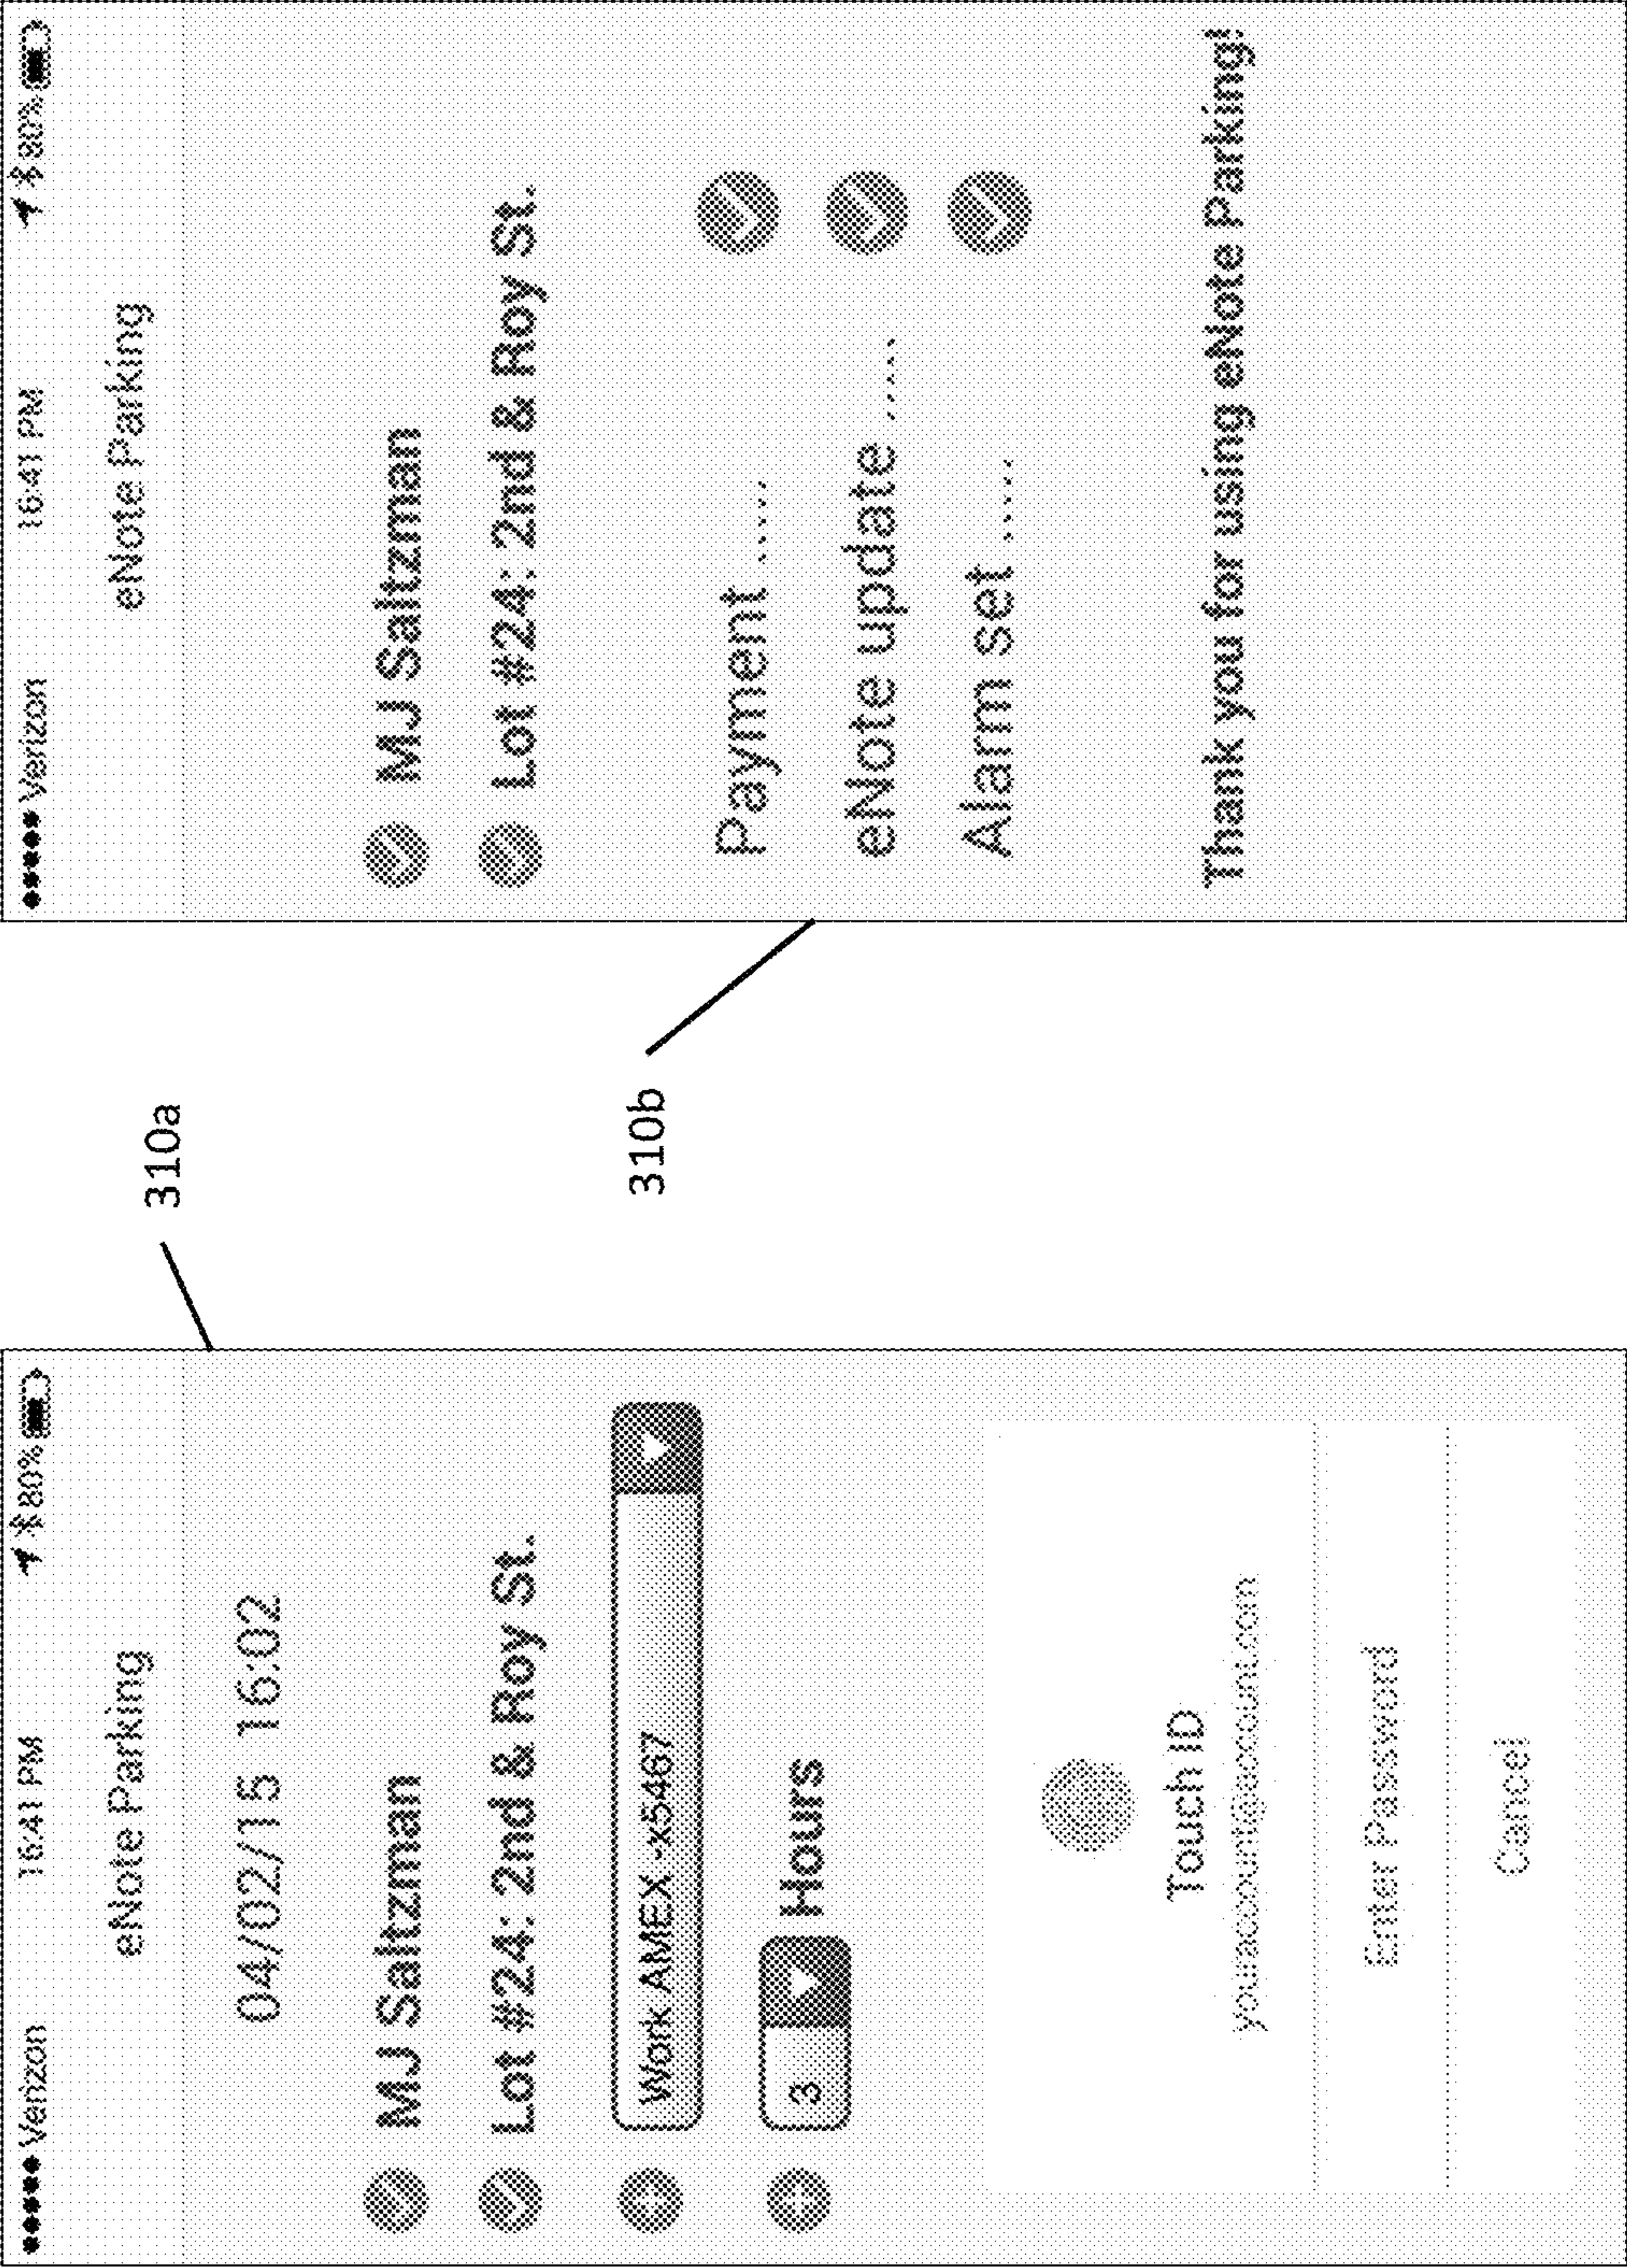 Verizon 16:41 PM 80%
eNote Parking
04/02/15 16:02
MJ Saltzman
Lot #24: 2nd & Roy St.
Work AMEX -x5467
3 Hours
Touch ID
youraccount@account.com
Enter Password
Cancel
310a
310b
Verizon 16:41 PM 80%
eNote Parking
MJ Saltzman
Lot #24: 2nd & Roy St.
Payment .....
eNote update .....
Alarm set .....
Thank you for using eNote Parking!